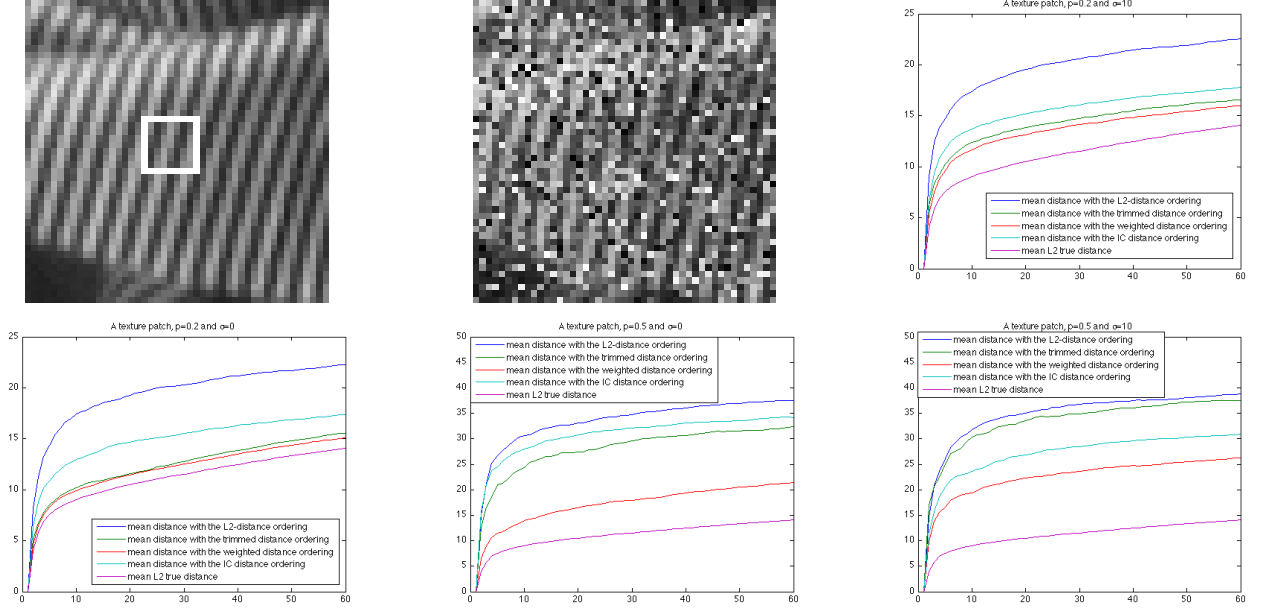 A texture patch, p=0.2 and σ=10
25
20
15
10
5
0
mean distance with the L2-distance ordering
mean distance with the trimmed distance ordering
mean distance with the weighted distance ordering
mean distance with the IC distance ordering
mean L2 true distance
0 10 20 30 40 50 60
A texture patch, p=0.2 and σ=0
25
20
15
10
5
0
mean distance with the L2-distance ordering
mean distance with the trimmed distance ordering
mean distance with the weighted distance ordering
mean distance with the IC distance ordering
mean L2 true distance
0 10 20 30 40 50 60
A texture patch, p=0.5 and σ=0
50
45
40
35
30
25
20
15
10
5
0
mean distance with the L2-distance ordering
mean distance with the trimmed distance ordering
mean distance with the weighted distance ordering
mean distance with the IC distance ordering
mean L2 true distance
0 10 20 30 40 50 60
A texture patch, p=0.5 and σ=10
50
45
40
35
30
25
20
15
10
5
0
mean distance with the L2-distance ordering
mean distance with the trimmed distance ordering
mean distance with the weighted distance ordering
mean distance with the IC distance ordering
mean L2 true distance
0 10 20 30 40 50 60